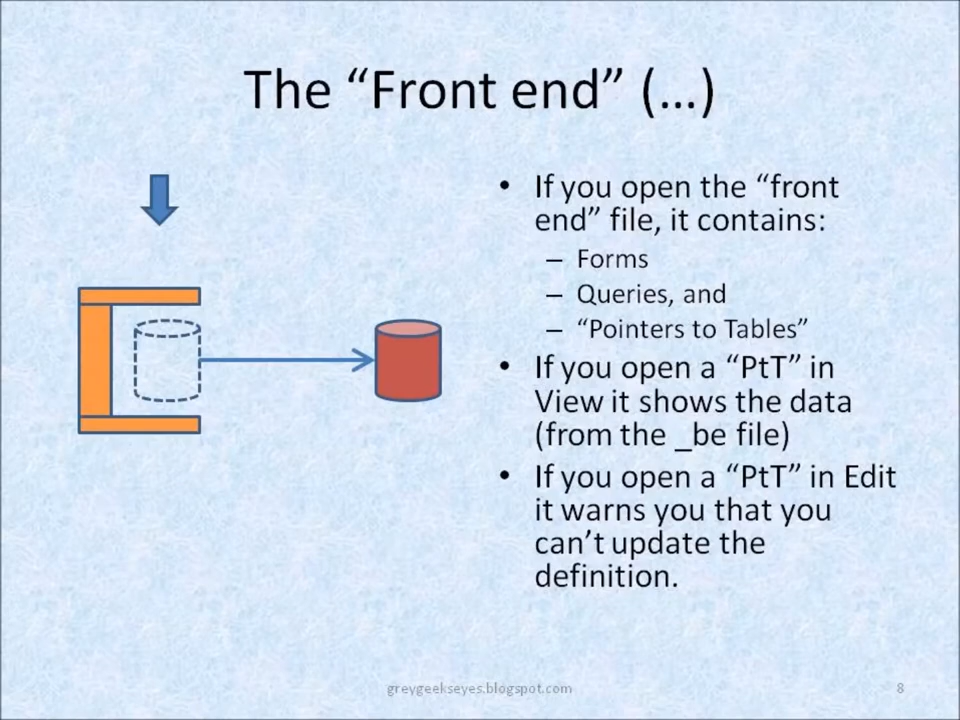 The “Front end” (…)
• If you open the “front
end” file, it contains:
– Forms
– Queries, and
– “Pointers to Tables”
• If you open a “PtT” in
View it shows the data
(from the _be file)
• If you open a “PtT” in Edit
it warns you that you
can’t update the
definition.
greygeekseyes.blogspot.com
8